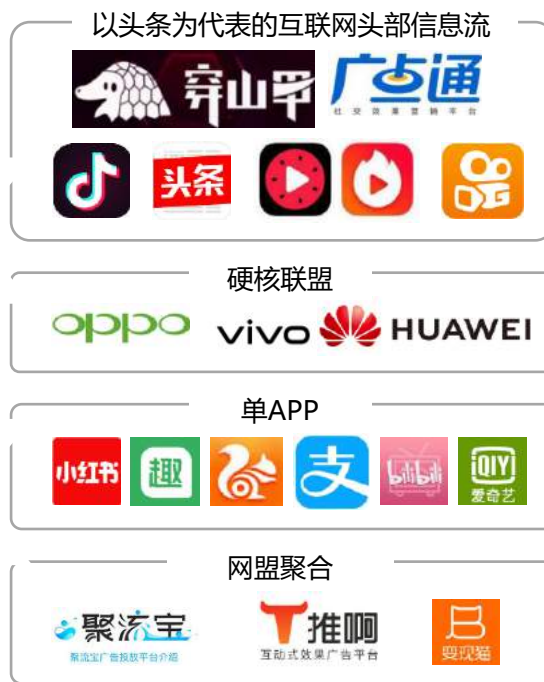 以头条为代表的互联网头部信息流
穿山甲
广点通
社交效果营销平台
头条
硬核联盟
oppo
vivo
HUAWEI
单APP
小红书
趣
支
bilibili
iQIYI
爱奇艺
网盟聚合
聚流宝
聚流宝广告投放平台介绍
推啊
互动式效果广告平台
变现猫